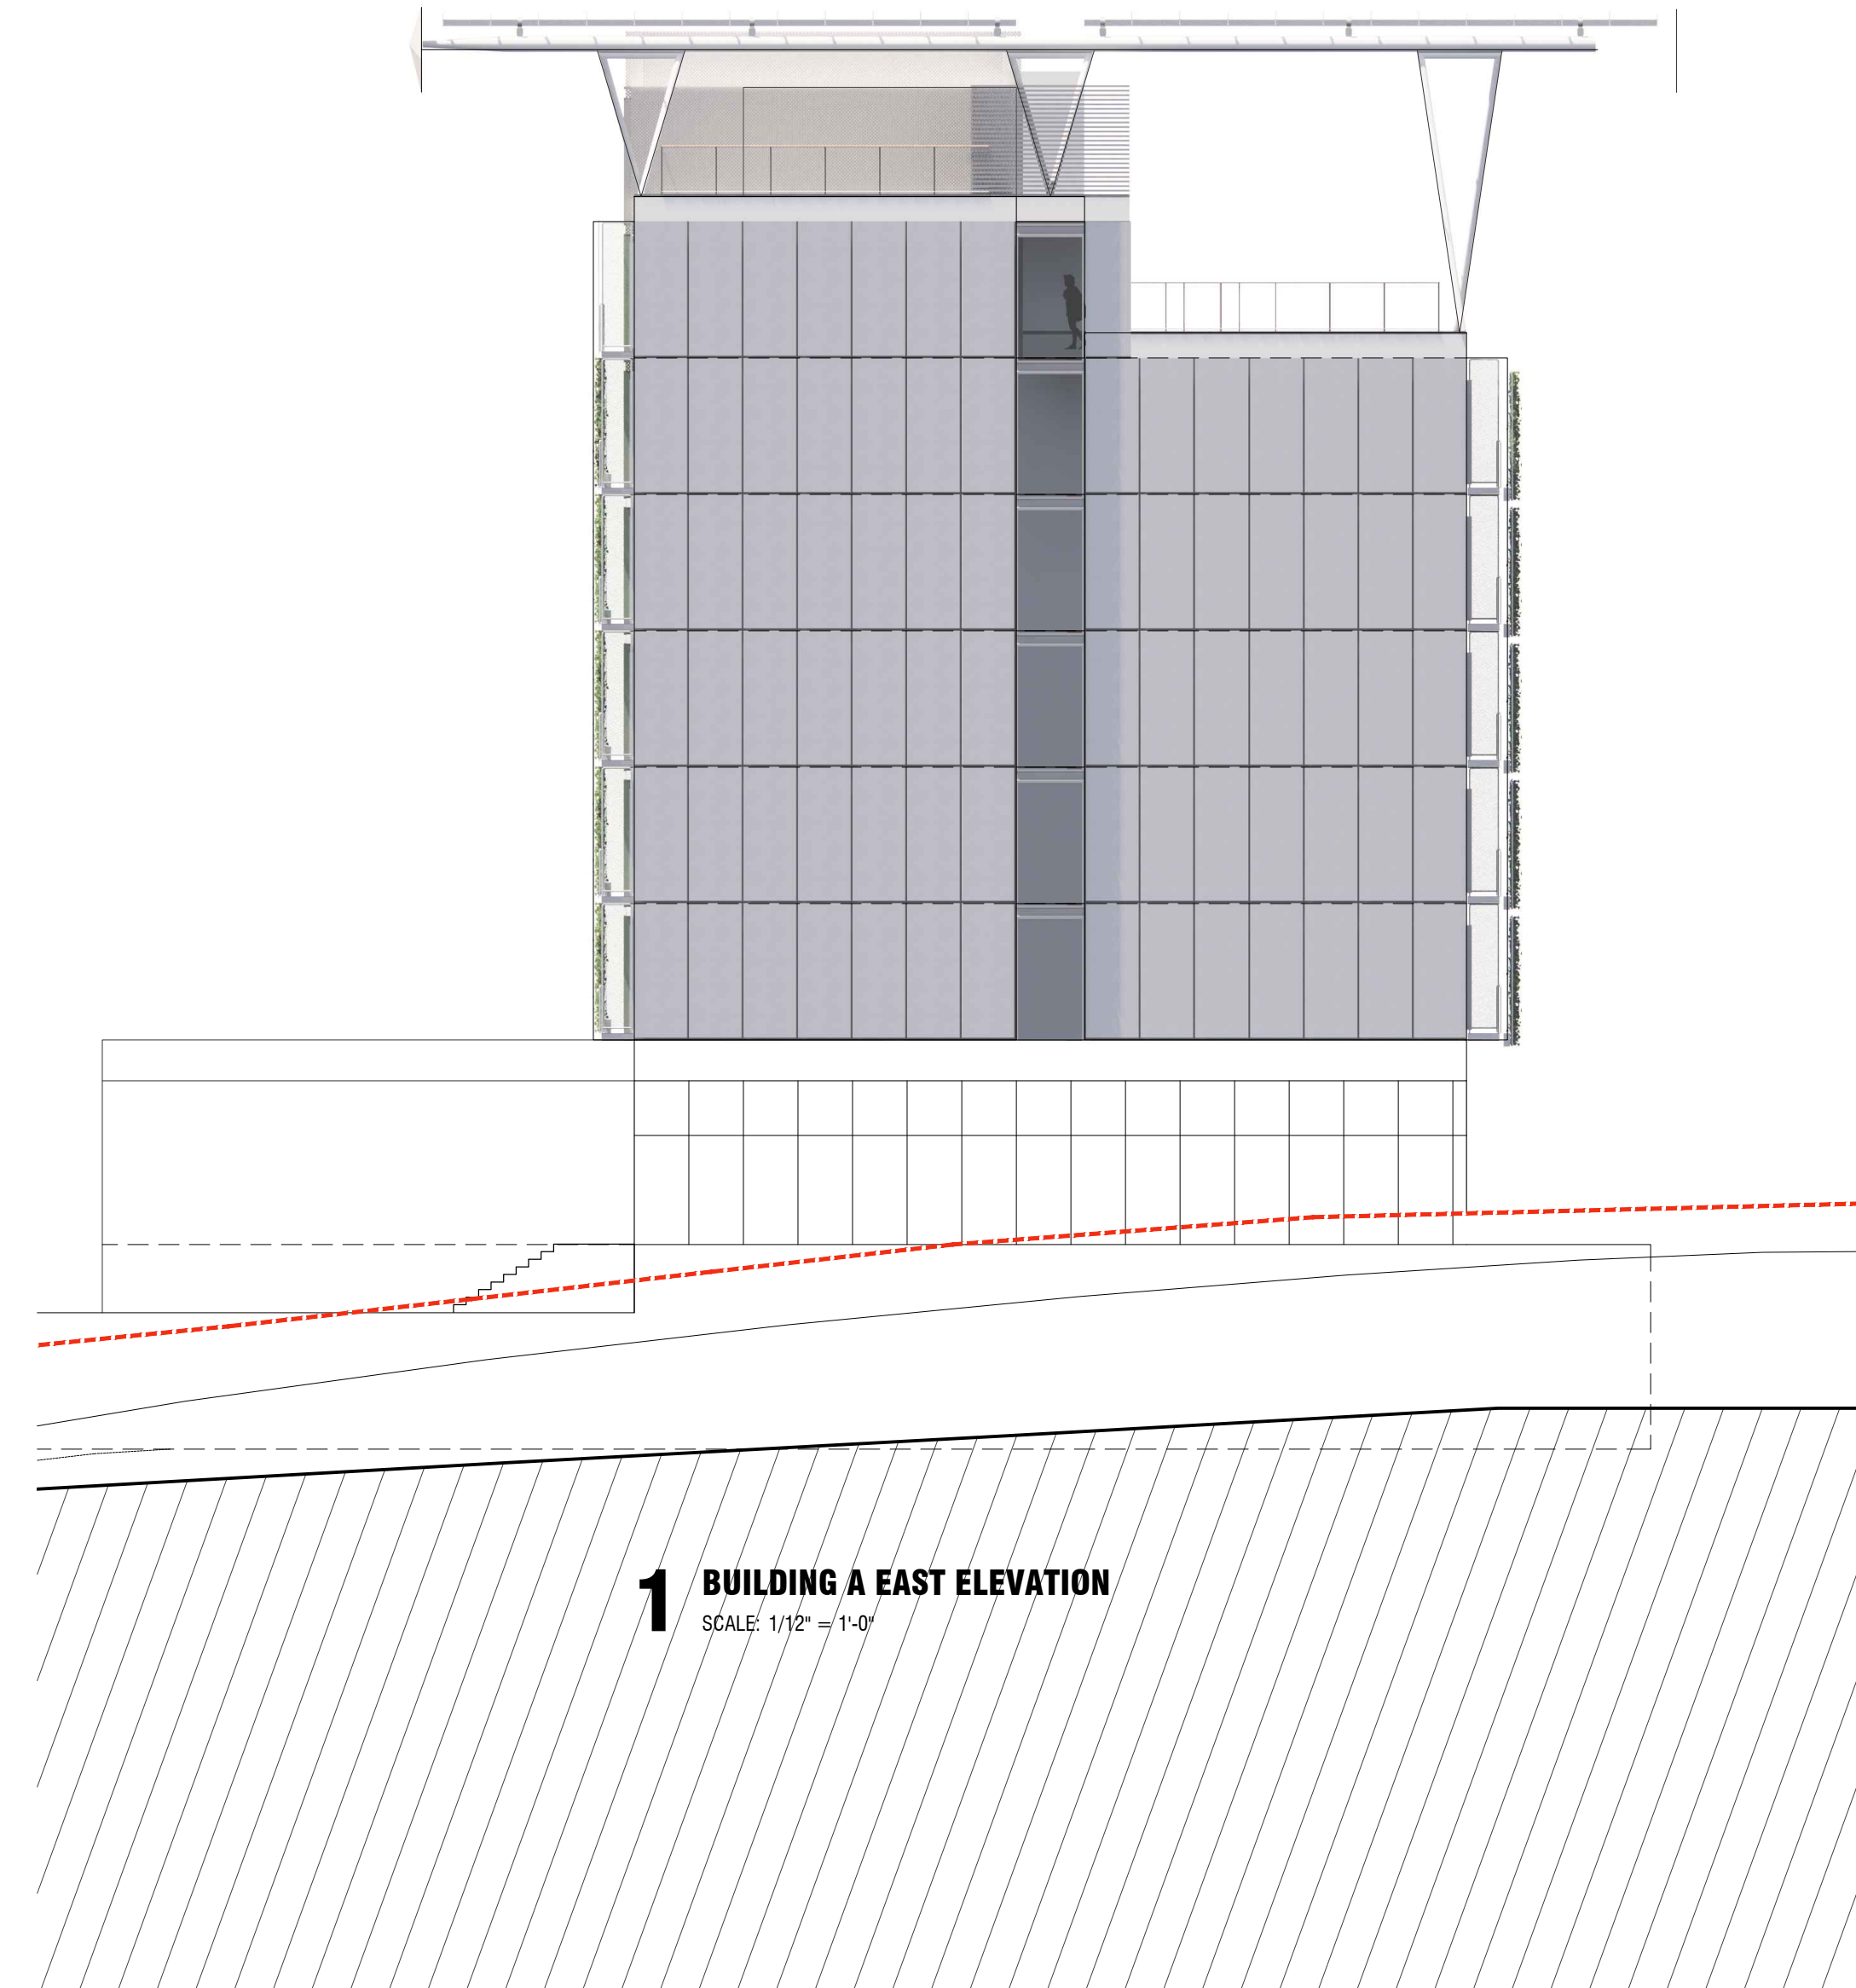 1 BUILDING A EAST ELEVATION
SCALE: 1/12" = 1'-0"